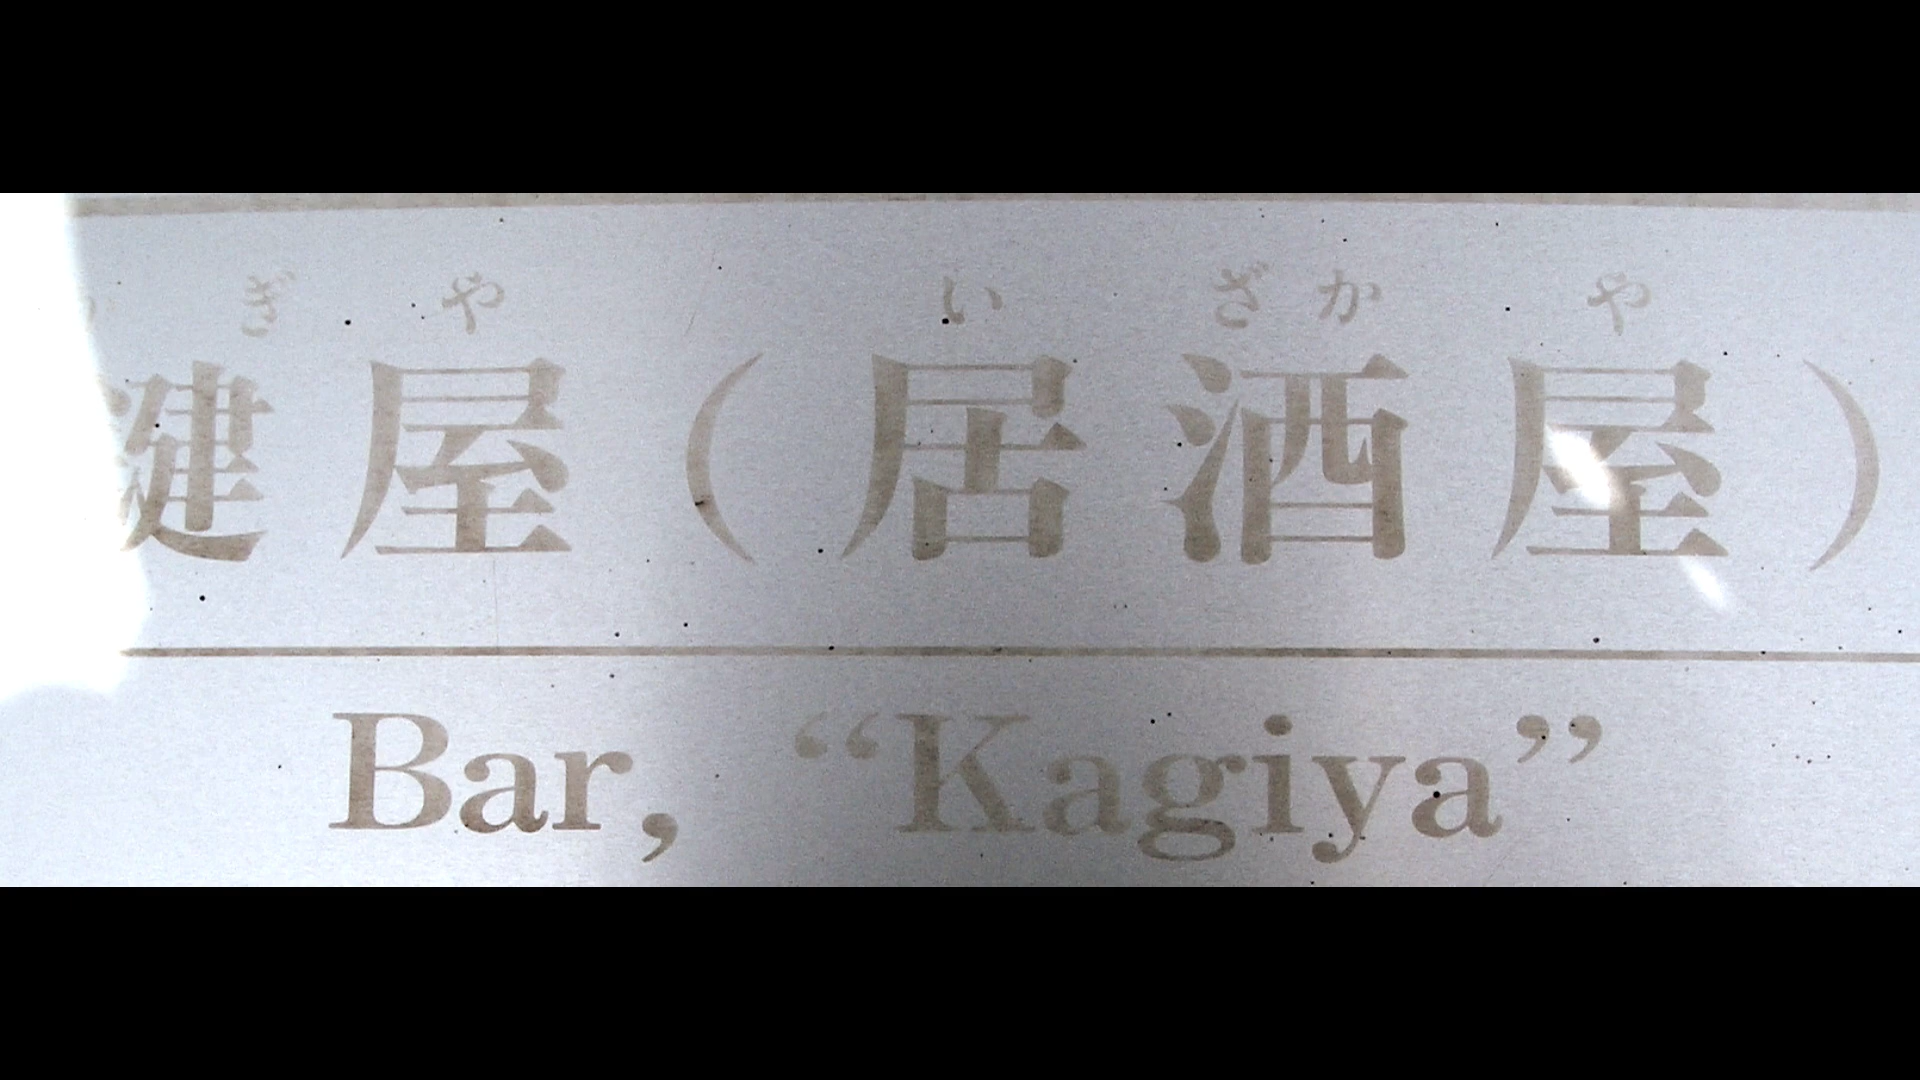 ぎ や い ざか や
鍵屋（居酒屋）
Bar, “Kagiya”